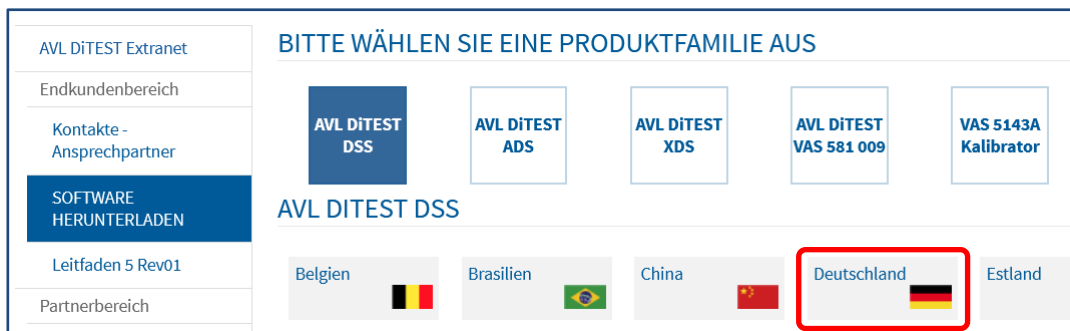 AVL DiTEST Extranet
Endkundenbereich
Kontakte -
Ansprechpartner
SOFTWARE
HERUNTERLADEN
Leitfaden 5 Rev01
Partnerbereich
BITTE WÄHLEN SIE EINE PRODUKTFAMILIE AUS
AVL DiTEST
DSS
AVL DiTEST
ADS
AVL DiTEST
XDS
AVL DiTEST
VAS 581 009
VAS 5143A
Kalibrator
AVL DITEST DSS
Belgien
Brasilien
China
Deutschland
Estland